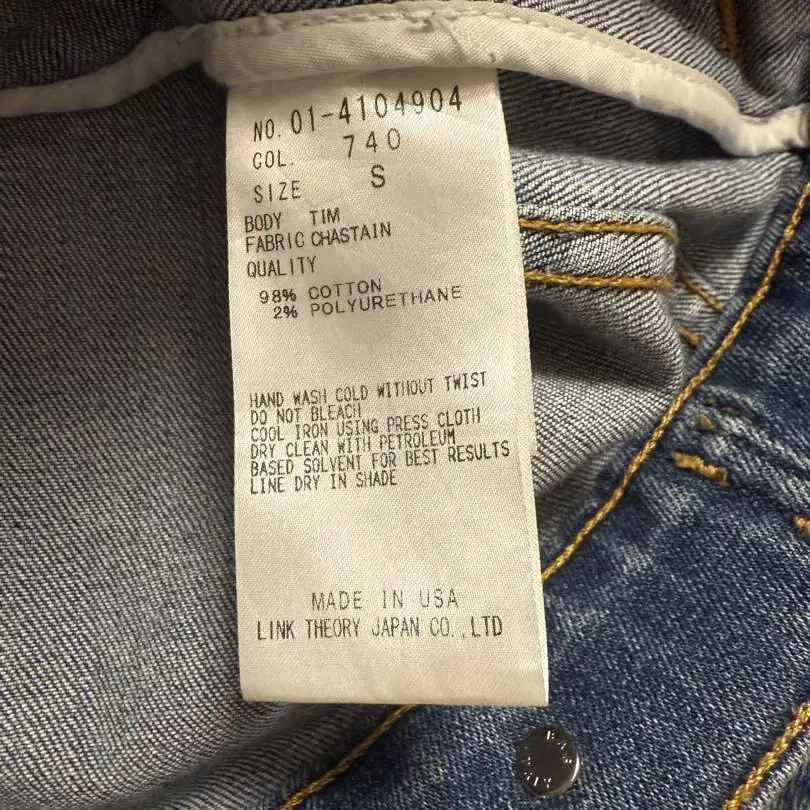 NO. 01-4104904
COL. 740
SIZE S
BODY TIM
FABRIC CHASTAIN
QUALITY
98% COTTON
2% POLYURETHANE
HAND WASH COLD WITHOUT TWIST
DO NOT BLEACH
COOL IRON USING PRESS CLOTH
DRY CLEAN WITH PETROLEUM
BASED SOLVENT FOR BEST RESULTS
LINE DRY IN SHADE
MADE IN USA
LINK THEORY JAPAN CO.,LTD